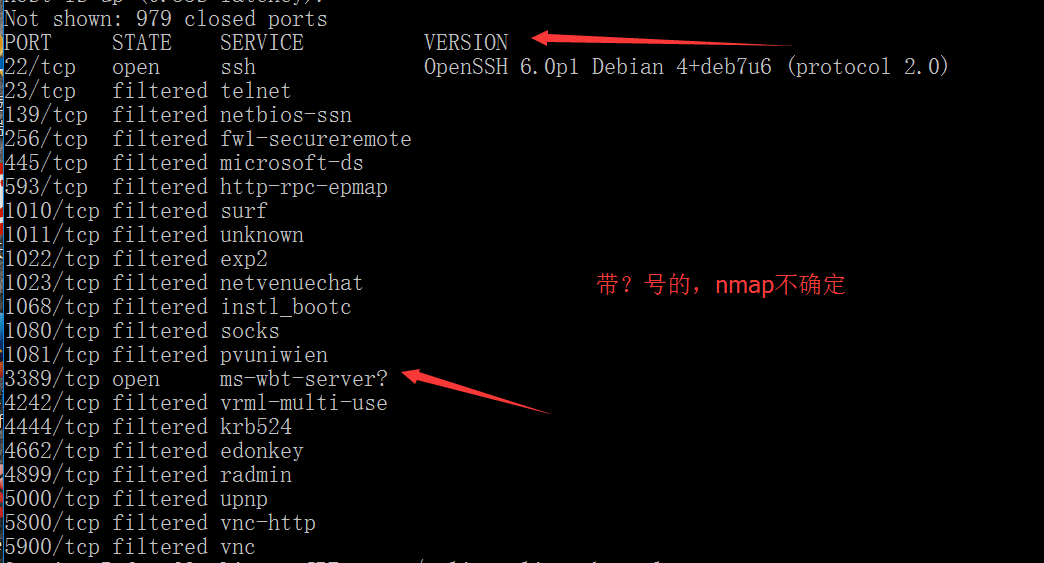 Not shown: 979 closed ports
PORT STATE SERVICE VERSION
22/tcp open ssh OpenSSH 6.0p1 Debian 4+deb7u6 (protocol 2.0)
23/tcp filtered telnet
139/tcp filtered netbios-ssn
256/tcp filtered fw1-secureremote
445/tcp filtered microsoft-ds
593/tcp filtered http-rpc-epmap
1010/tcp filtered surf
1011/tcp filtered unknown
1022/tcp filtered exp2
1023/tcp filtered netvenuechat
带？号的，nmap不确定
1068/tcp filtered instl_bootc
1080/tcp filtered socks
1081/tcp filtered pvuniwien
3389/tcp open ms-wbt-server?
4242/tcp filtered vrml-multi-use
4444/tcp filtered krb524
4662/tcp filtered edonkey
4899/tcp filtered radmin
5000/tcp filtered upnp
5800/tcp filtered vnc-http
5900/tcp filtered vnc